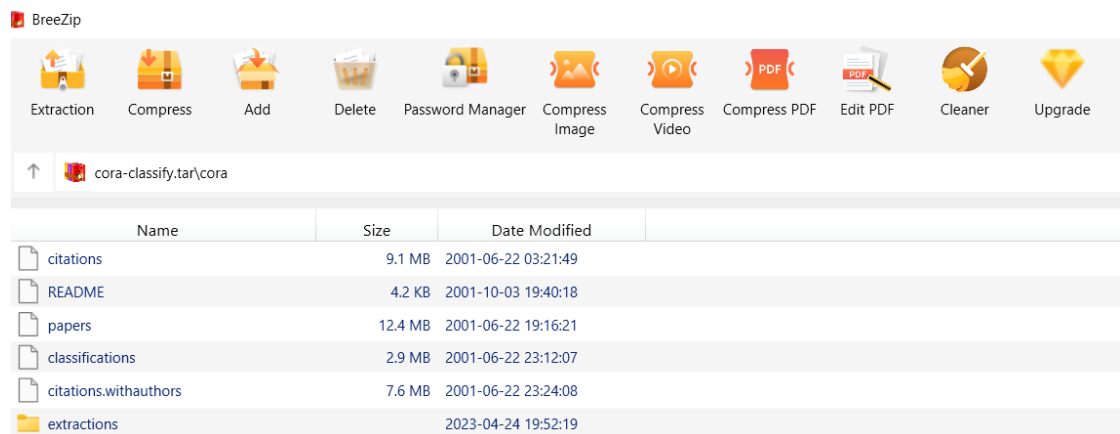 BreeZip
Extraction Compress Add Delete Password Manager Compress Image Compress Video Compress PDF Edit PDF Cleaner Upgrade
PDF
PDF
cora-classify.tar\cora
Name Size Date Modified
citations 9.1 MB 2001-06-22 03:21:49
README 4.2 KB 2001-10-03 19:40:18
papers 12.4 MB 2001-06-22 19:16:21
classifications 2.9 MB 2001-06-22 23:12:07
citations.withauthors 7.6 MB 2001-06-22 23:24:08
extractions 2023-04-24 19:52:19